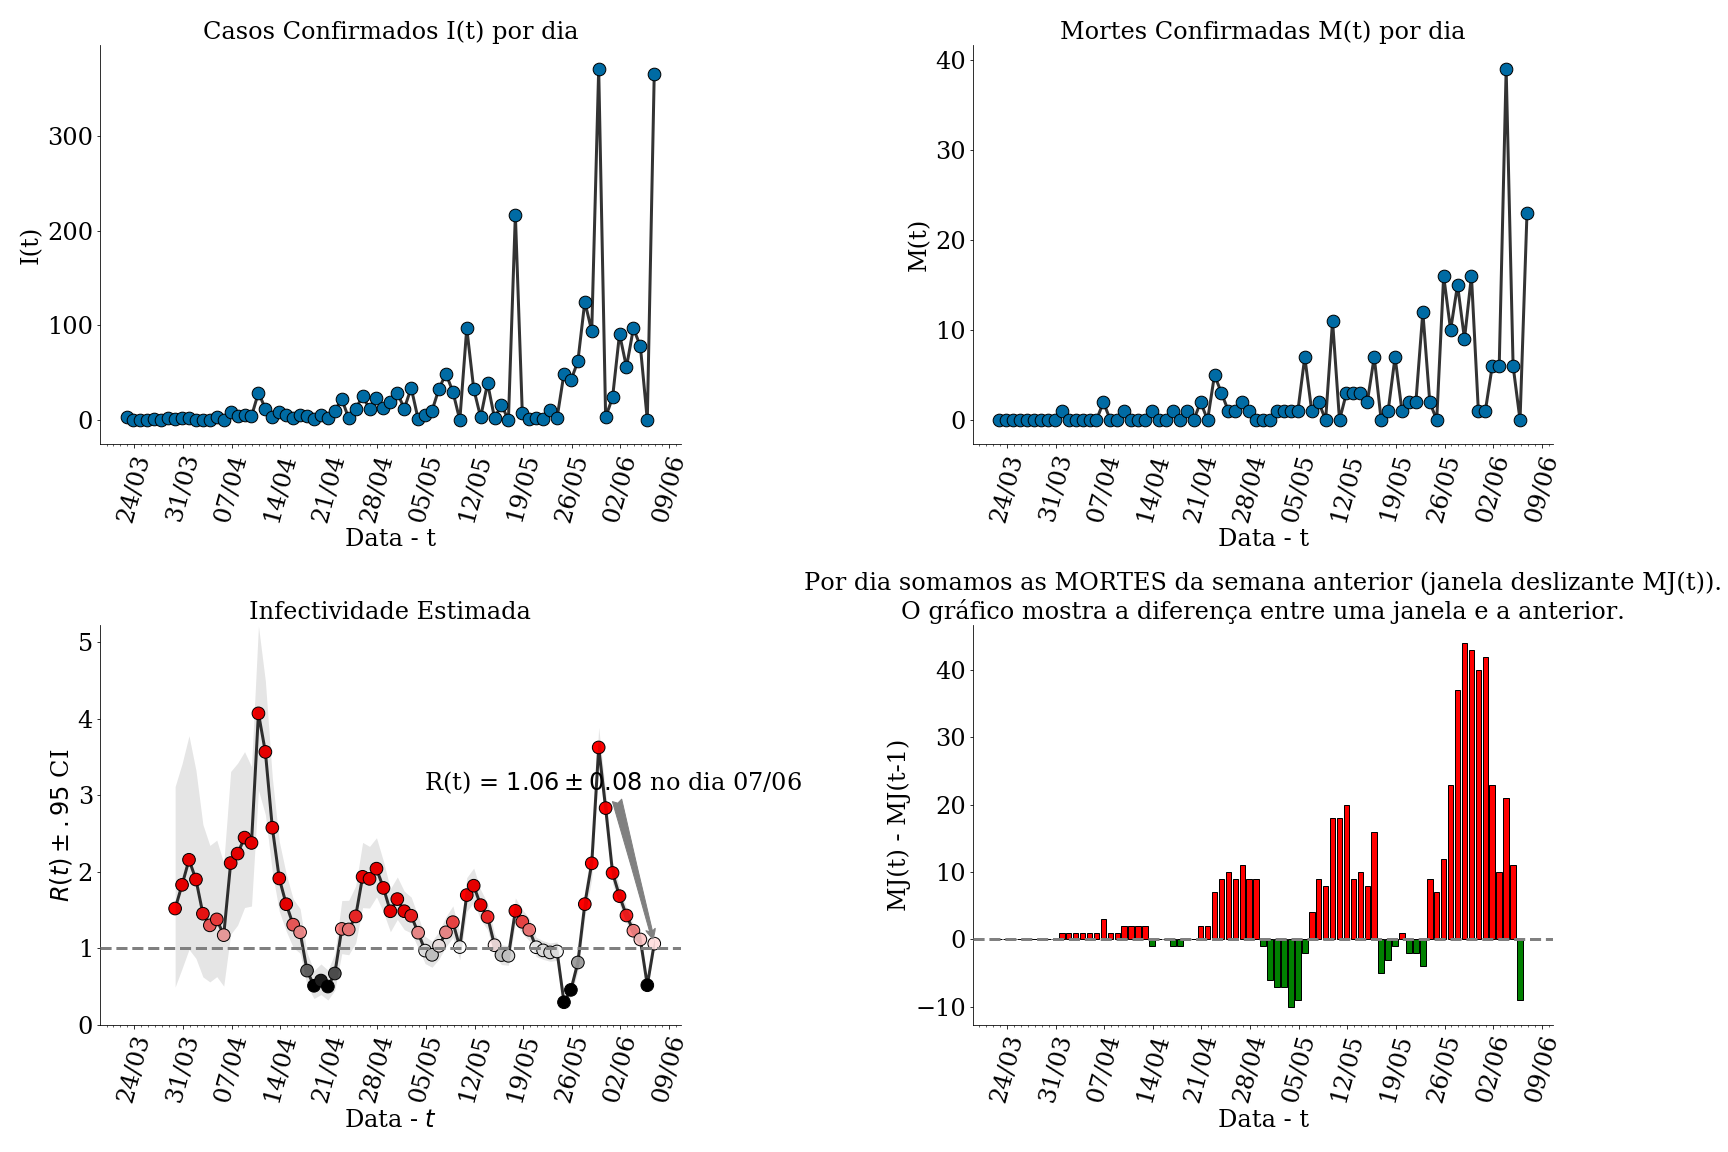 Casos Confirmados I(t) por dia
I(t)
300
200
100
0
24/03 31/03 07/04 14/04 21/04 28/04 05/05 12/05 19/05 26/05 02/06 09/06
Data - t
Mortes Confirmadas M(t) por dia
M(t)
40
30
20
10
0
24/03 31/03 07/04 14/04 21/04 28/04 05/05 12/05 19/05 26/05 02/06 09/06
Data - t
Infectividade Estimada
R(t) ± .95 CI
5
4
3
2
1
0
R(t) = 1.06 ± 0.08 no dia 07/06
24/03 31/03 07/04 14/04 21/04 28/04 05/05 12/05 19/05 26/05 02/06 09/06
Data - t
Por dia somamos as MORTES da semana anterior (janela deslizante MJ(t)).
O gráfico mostra a diferença entre uma janela e a anterior.
MJ(t) - MJ(t-1)
40
30
20
10
0
−10
24/03 31/03 07/04 14/04 21/04 28/04 05/05 12/05 19/05 26/05 02/06 09/06
Data - t